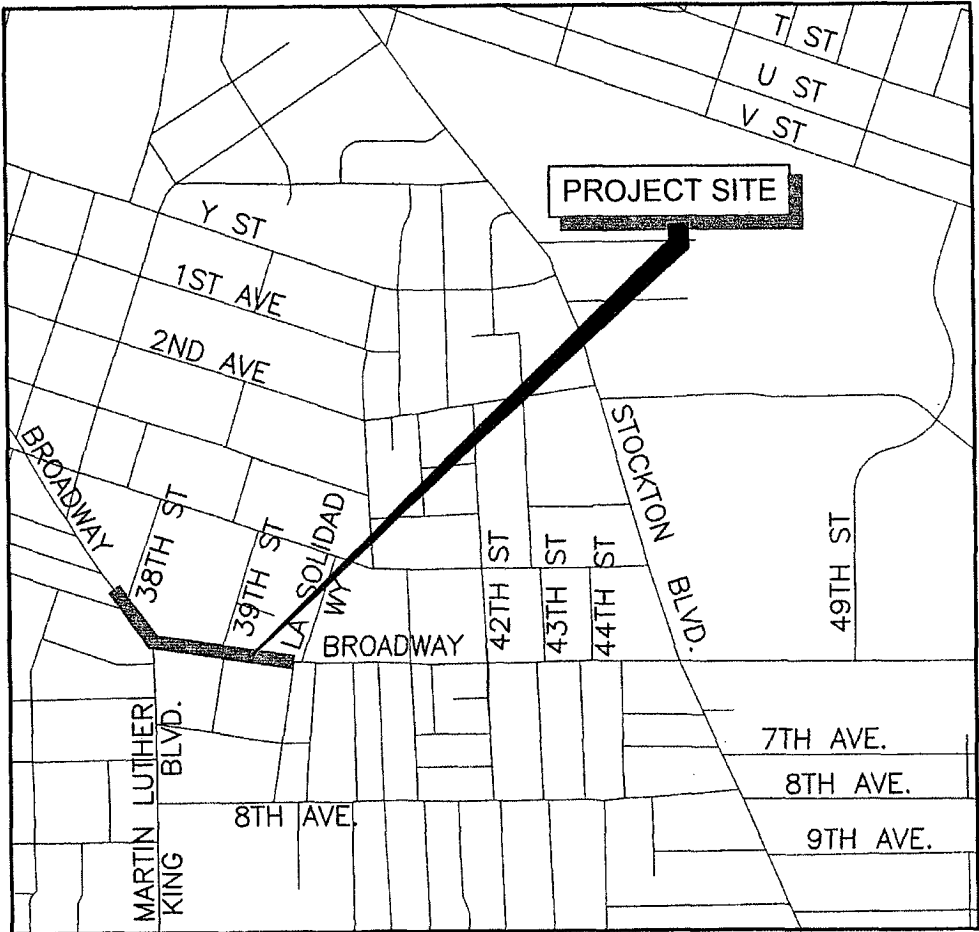 T ST
U ST
V ST
PROJECT SITE
Y ST
1ST AVE
2ND AVE
BROADWAY
38TH ST
39TH ST
LA SOLIDAD
WY
BROADWAY
42TH ST
43TH ST
44TH ST
STOCKTON BLVD.
49TH ST
MARTIN LUTHER
KING BLVD.
7TH AVE.
8TH AVE.
8TH AVE.
9TH AVE.